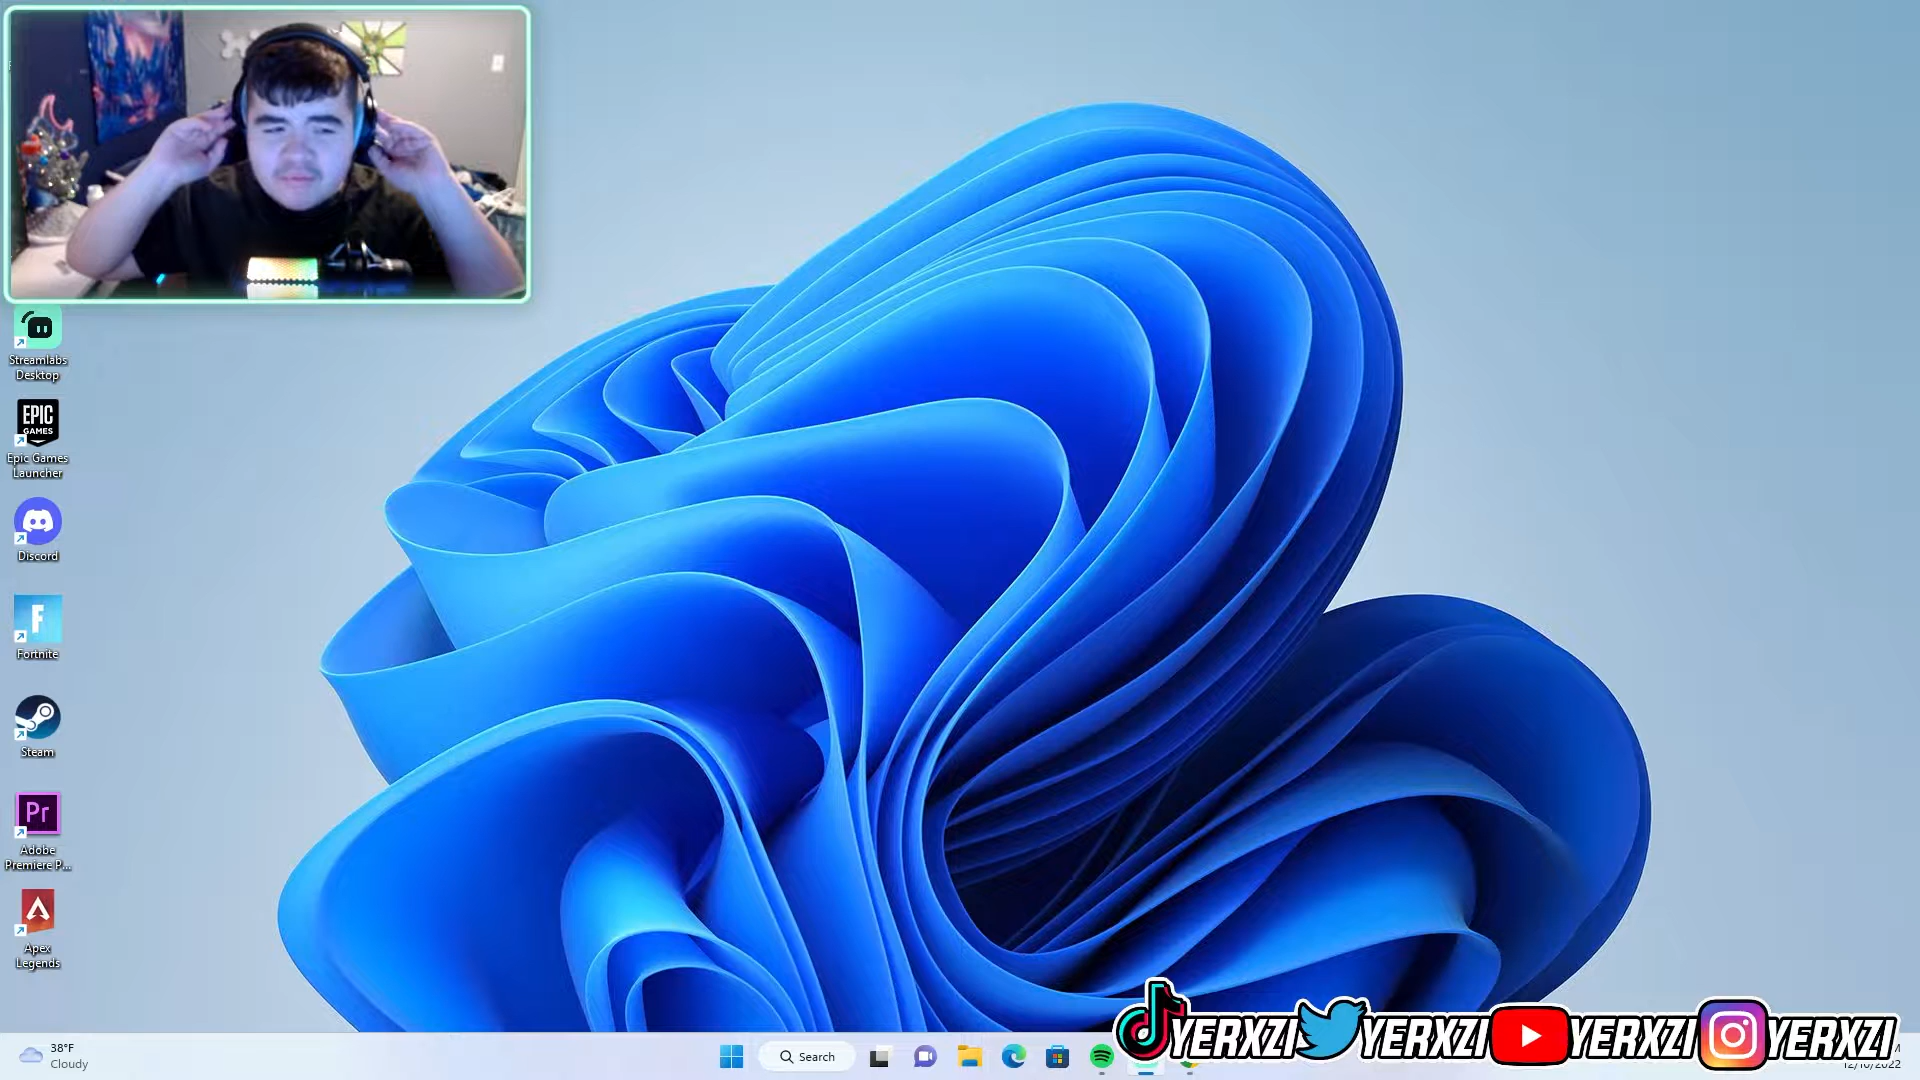 Streamlabs
Desktop
EPIC
GAMES
Epic Games
Launcher
Discord
F
Fortnite
Steam
Pr
Adobe
Premiere P...
Apex
Legends
38°F
Cloudy
Search
YERXZI YERXZI YERXZI YERXZI